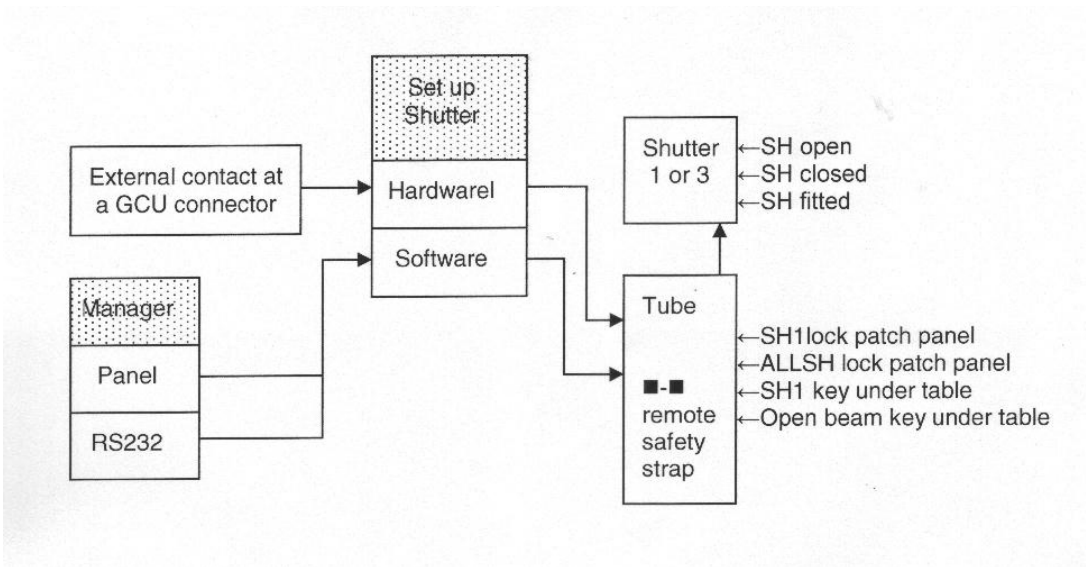 Set up
Shutter
Hardwarel
Software
External contact at
a GCU connector
Manager
Panel
RS232
Shutter
1 or 3
←SH open
←SH closed
←SH fitted
Tube
■-■
remote
safety
strap
←SH1lock patch panel
←ALLSH lock patch panel
←SH1 key under table
←Open beam key under table